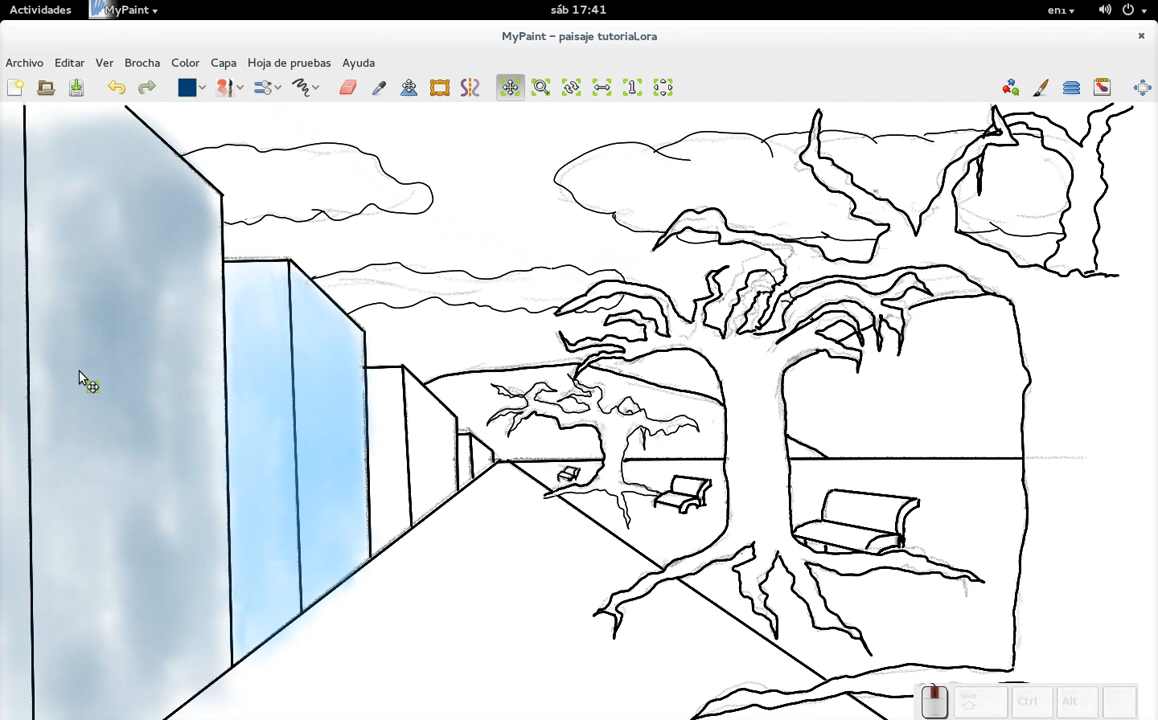 Actividades MyPaint sáb 17:41 en₁
MyPaint – paisaje tutorial.ora ×
Archivo Editar Ver Brocha Color Capa Hoja de pruebas Ayuda
1
Ctrl Alt